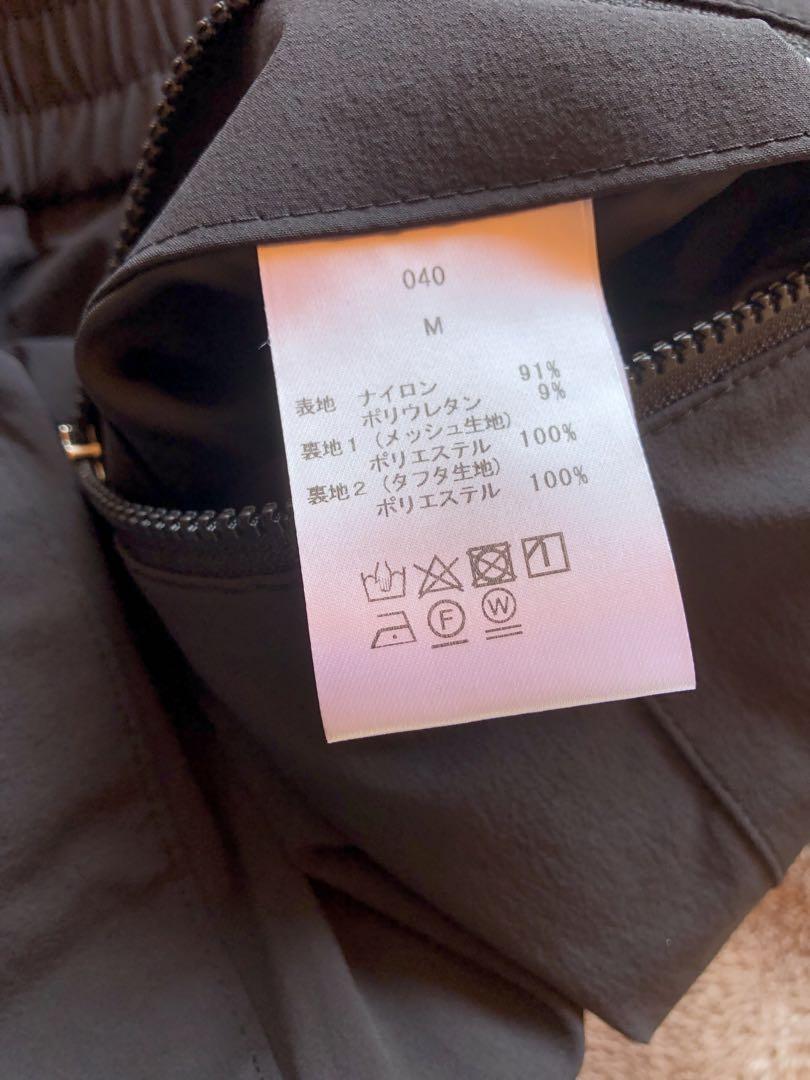 040
M
表地 ナイロン 91%
ポリウレタン 9%
裏地1 (メッシュ生地)
ポリエステル 100%
裏地2 (タフタ生地)
ポリエステル 100%
F W